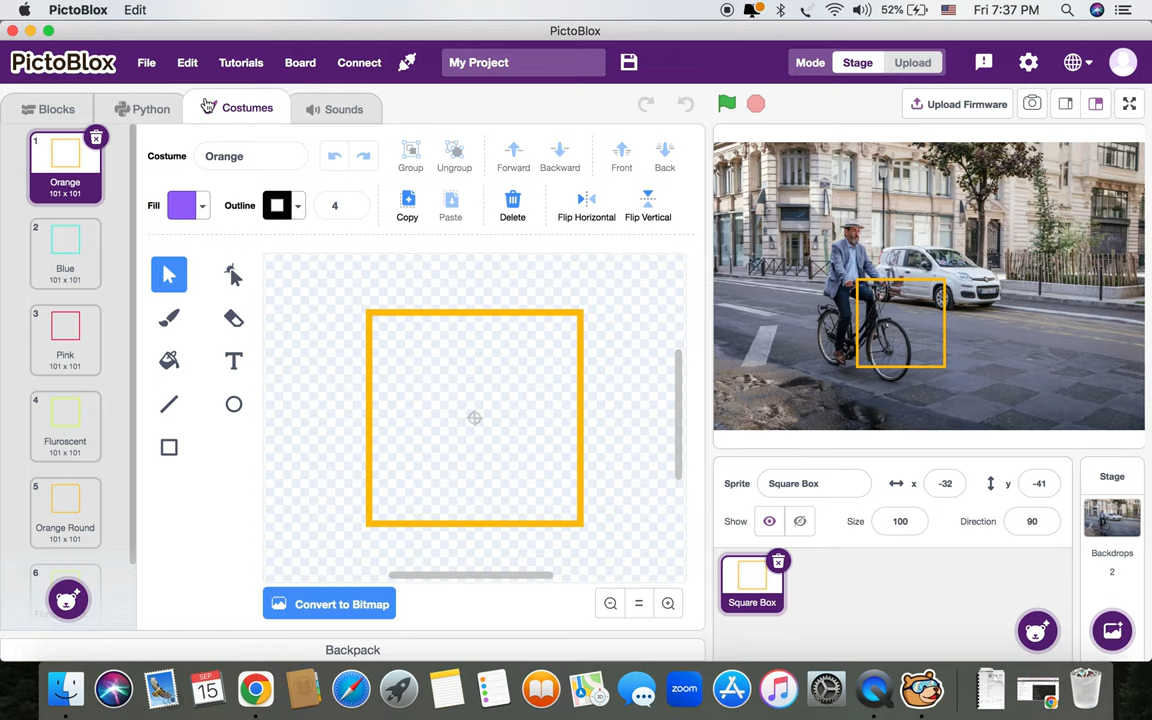 PictoBlox Edit 52% Fri 7:37 PM
PictoBlox
PictoBlox File Edit Tutorials Board Connect My Project Mode Stage Upload
Blocks Python Costumes Sounds Upload Firmware
1
Orange
101 x 101
2
Blue
101 x 101
3
Pink
101 x 101
4
Fluroscent
101 x 101
5
Orange Round
101 x 101
6
Costume Orange Group Ungroup Forward Backward Front Back
Fill Outline 4 Copy Paste Delete Flip Horizontal Flip Vertical
T
Convert to Bitmap
Backpack
Sprite Square Box x -32 y -41
Show Size 100 Direction 90
Square Box
Stage
Backdrops
2
SEP
15
zoom